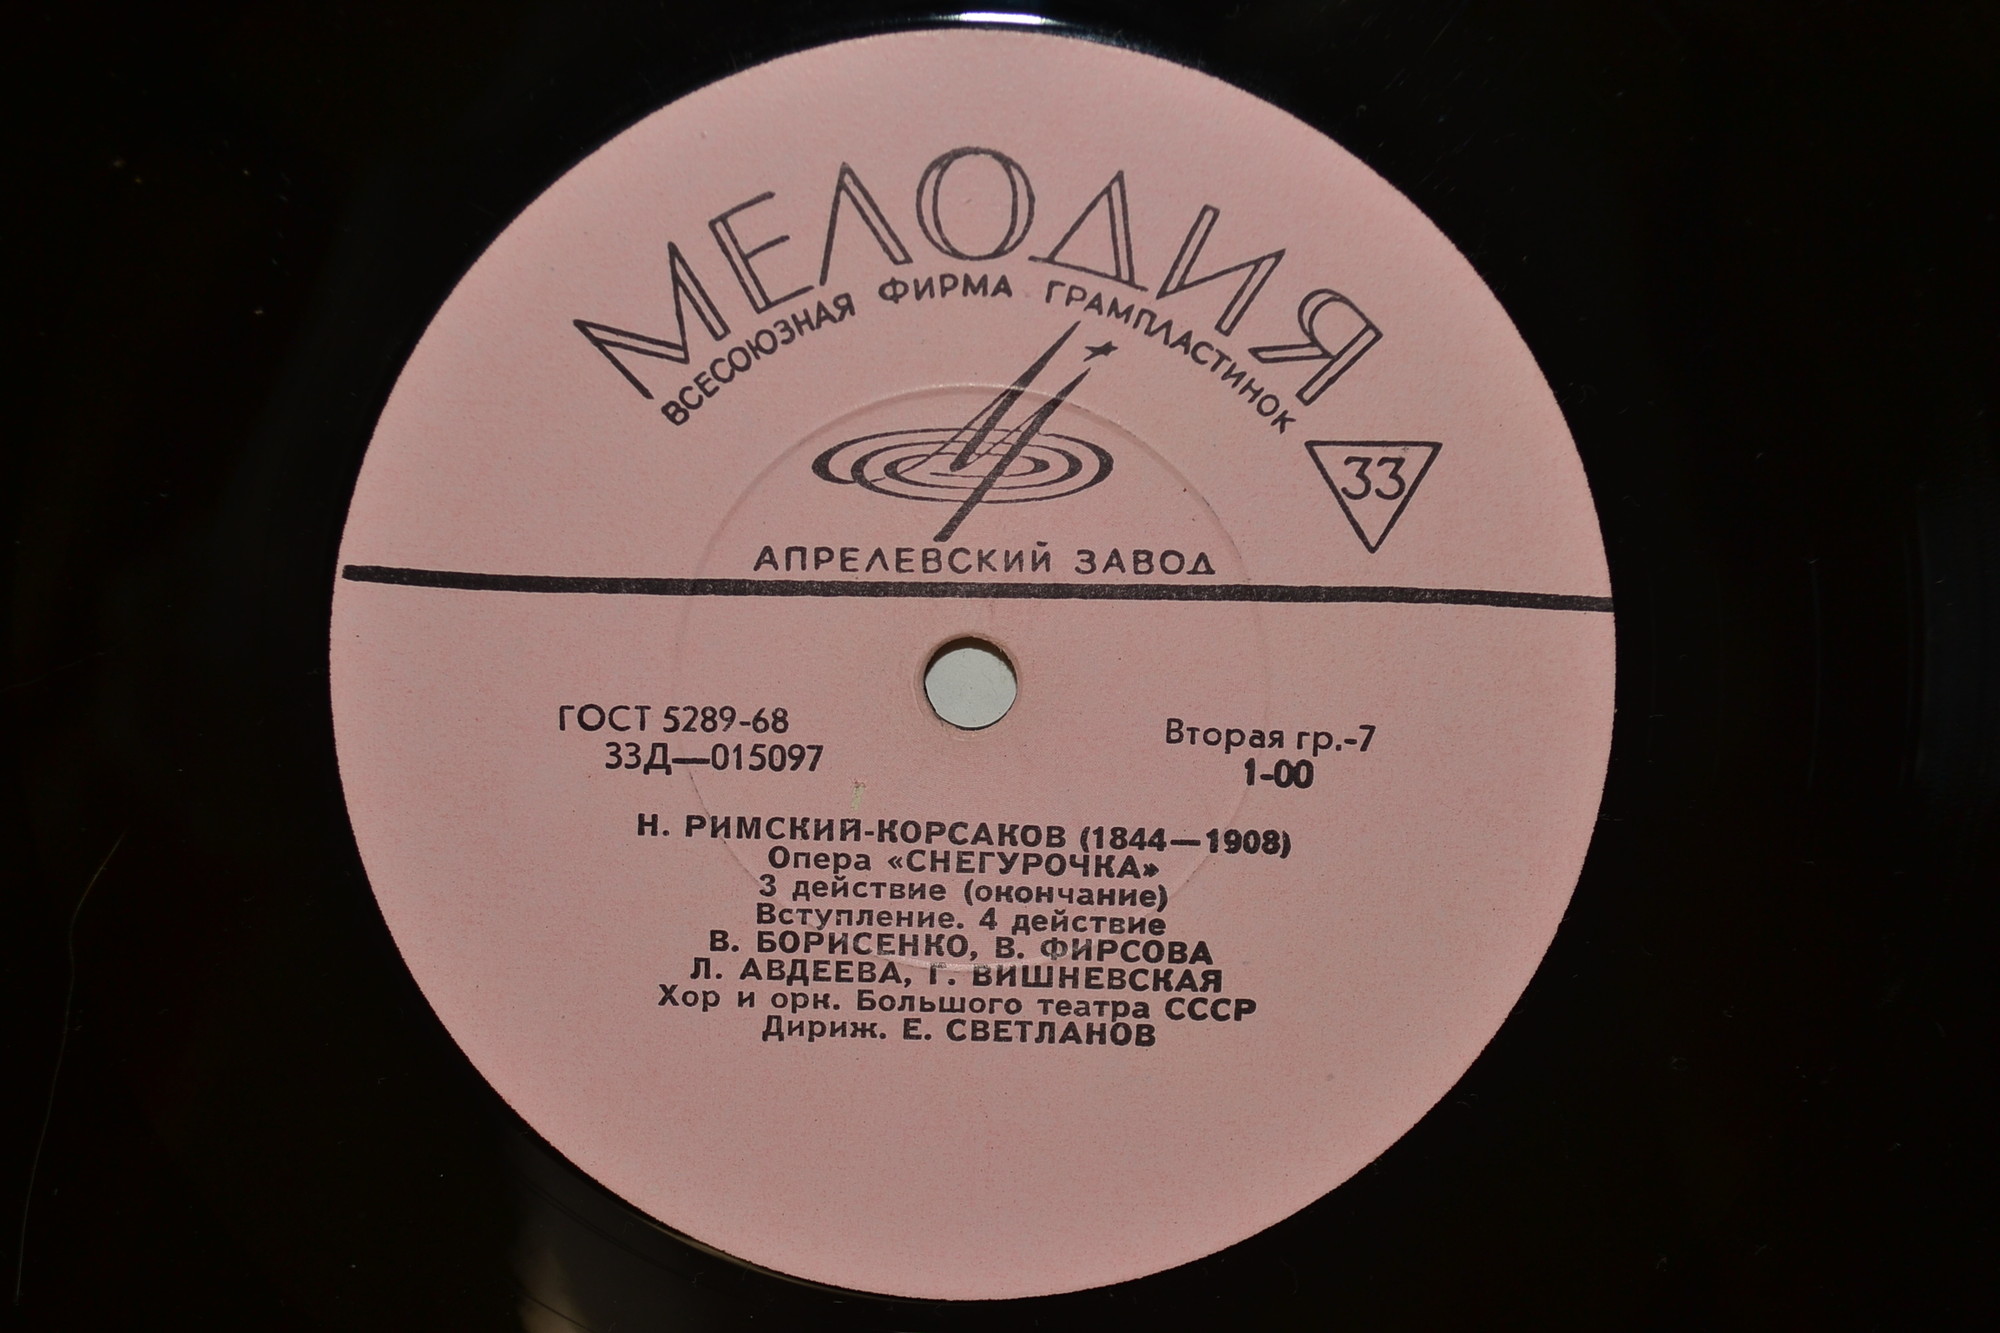 МЕЛОДИЯ
ВСЕСОЮЗНАЯ ФИРМА ГРАМПЛАСТИНОК
33
АПРЕЛЕВСКИЙ ЗАВОД
ГОСТ 5289-68
33Д—015097
Вторая гр.-7
1-00
Н. РИМСКИЙ-КОРСАКОВ (1844—1908)
Опера «СНЕГУРОЧКА»
3 действие (окончание)
Вступление. 4 действие
В. БОРИСЕНКО, В. ФИРСОВА
Л. АВДЕЕВА, Г. ВИШНЕВСКАЯ
Хор и орк. Большого театра СССР
Дириж. Е. СВЕТЛАНОВ